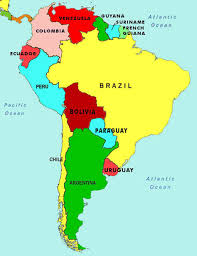 Atlantic Ocean
GUYANA
VENEZUELA
SURINAME
FRENCH
GUIANA
COLOMBIA
ECUADOR
PERU
BRAZIL
Pacific
Ocean
BOLIVIA
PARAGUAY
CHILE
Atlantic
Ocean
URUGUAY
ARGENTINA